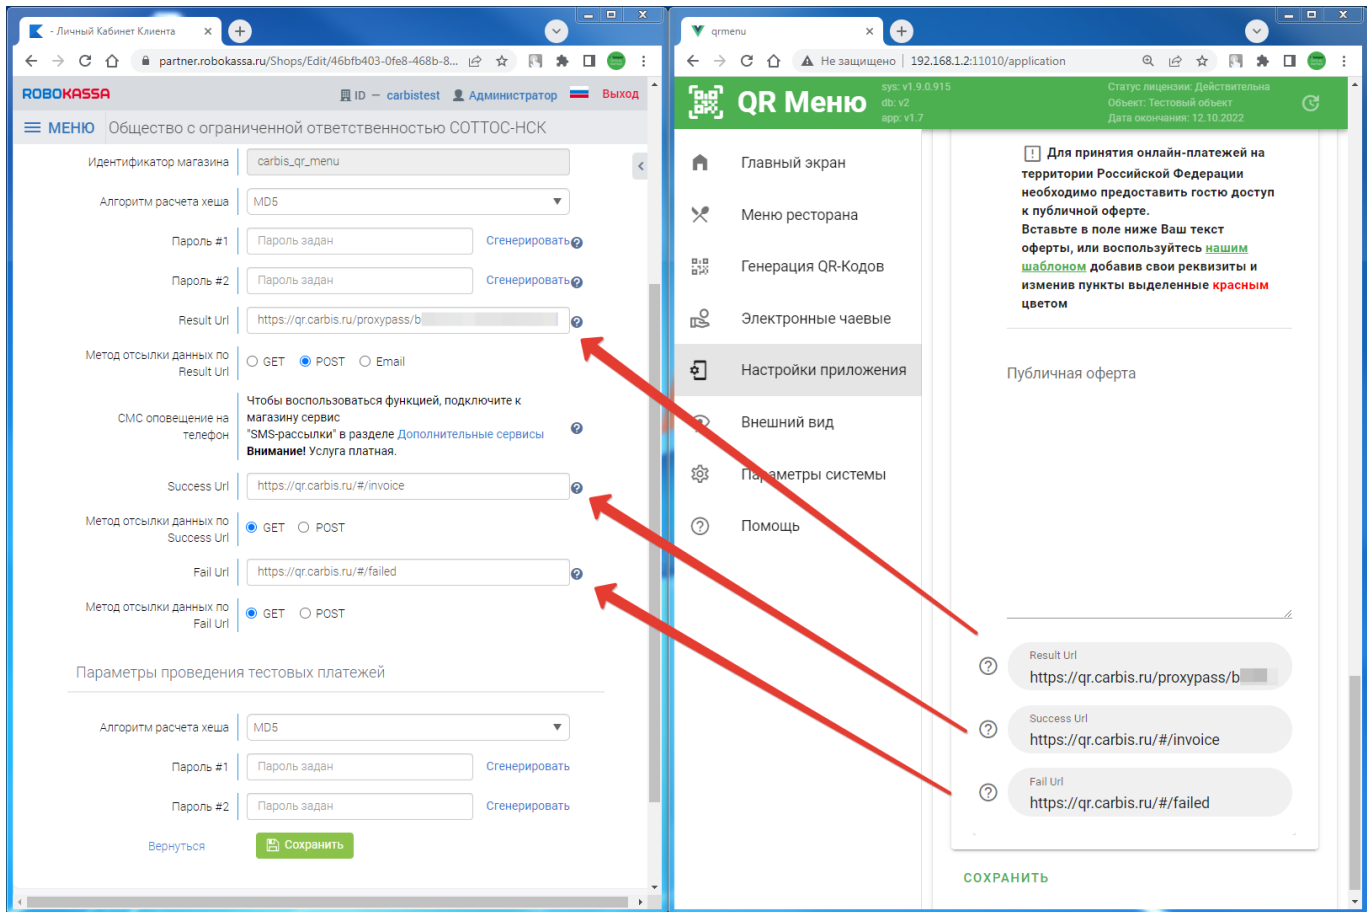 - Личный Кабинет Клиента
partner.robokassa.ru/Shops/Edit/46bfb403-0fe8-468b-8...
ROBOKASSA
ID — carbistest Администратор Выход
МЕНЮ Общество с ограниченной ответственностью СОТТОС-НСК
Идентификатор магазина carbis_qr_menu
Алгоритм расчета хеша MD5
Пароль #1 Пароль задан Сгенерировать
Пароль #2 Пароль задан Сгенерировать
Result Url https://qr.carbis.ru/proxypass/b
Метод отсылки данных по
Result Url
GET POST Email
СМС оповещение на
телефон
Чтобы воспользоваться функцией, подключите к
магазину сервис
"SMS-рассылки" в разделе Дополнительные сервисы
Внимание! Услуга платная.
Success Url https://qr.carbis.ru/#/invoice
Метод отсылки данных по
Success Url
GET POST
Fail Url https://qr.carbis.ru/#/failed
Метод отсылки данных по
Fail Url
GET POST
Параметры проведения тестовых платежей
Алгоритм расчета хеша MD5
Пароль #1 Пароль задан Сгенерировать
Пароль #2 Пароль задан Сгенерировать
Вернуться Сохранить
qrmenu
Не защищено 192.168.1.2:11010/application
QR Меню
sys: v1.9.0.915
db: v2
app: v1.7
Статус лицензии: Действительна
Объект: Тестовый объект
Дата окончания: 12.10.2022
Главный экран
Меню ресторана
Генерация QR-Кодов
Электронные чаевые
Настройки приложения
Внешний вид
Параметры системы
Помощь
Для принятия онлайн-платежей на
территории Российской Федерации
необходимо предоставить гостю доступ
к публичной оферте.
Вставьте в поле ниже Ваш текст
оферты, или воспользуйтесь нашим
шаблоном добавив свои реквизиты и
изменив пункты выделенные красным
цветом
Публичная оферта
Result Url
https://qr.carbis.ru/proxypass/b
Success Url
https://qr.carbis.ru/#/invoice
Fail Url
https://qr.carbis.ru/#/failed
СОХРАНИТЬ